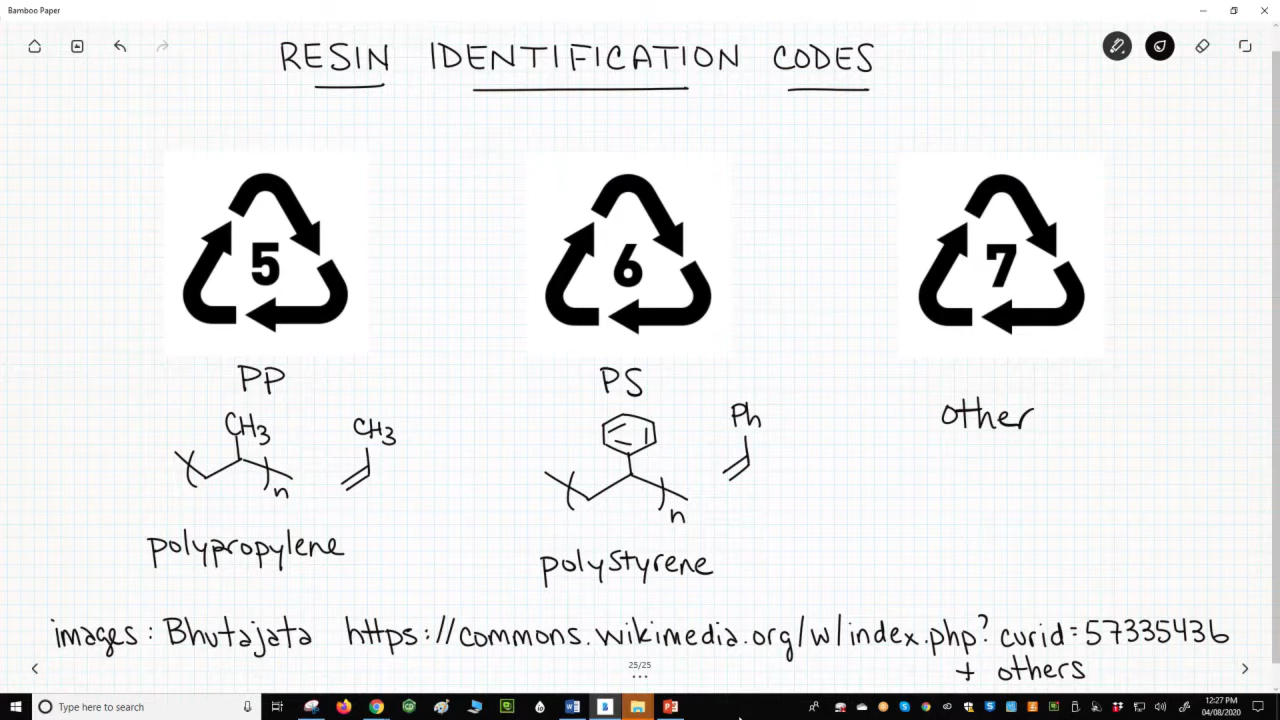 Bamboo Paper
RESIN IDENTIFICATION CODES
5 6 7
PP PS
other
CH3 CH3 Ph
n n
polypropylene polystyrene
images: Bhutajata https://commons.wikimedia.org/w/index.php?curid=57335436
+ others
25/25
Type here to search
12:27 PM
04/08/2020